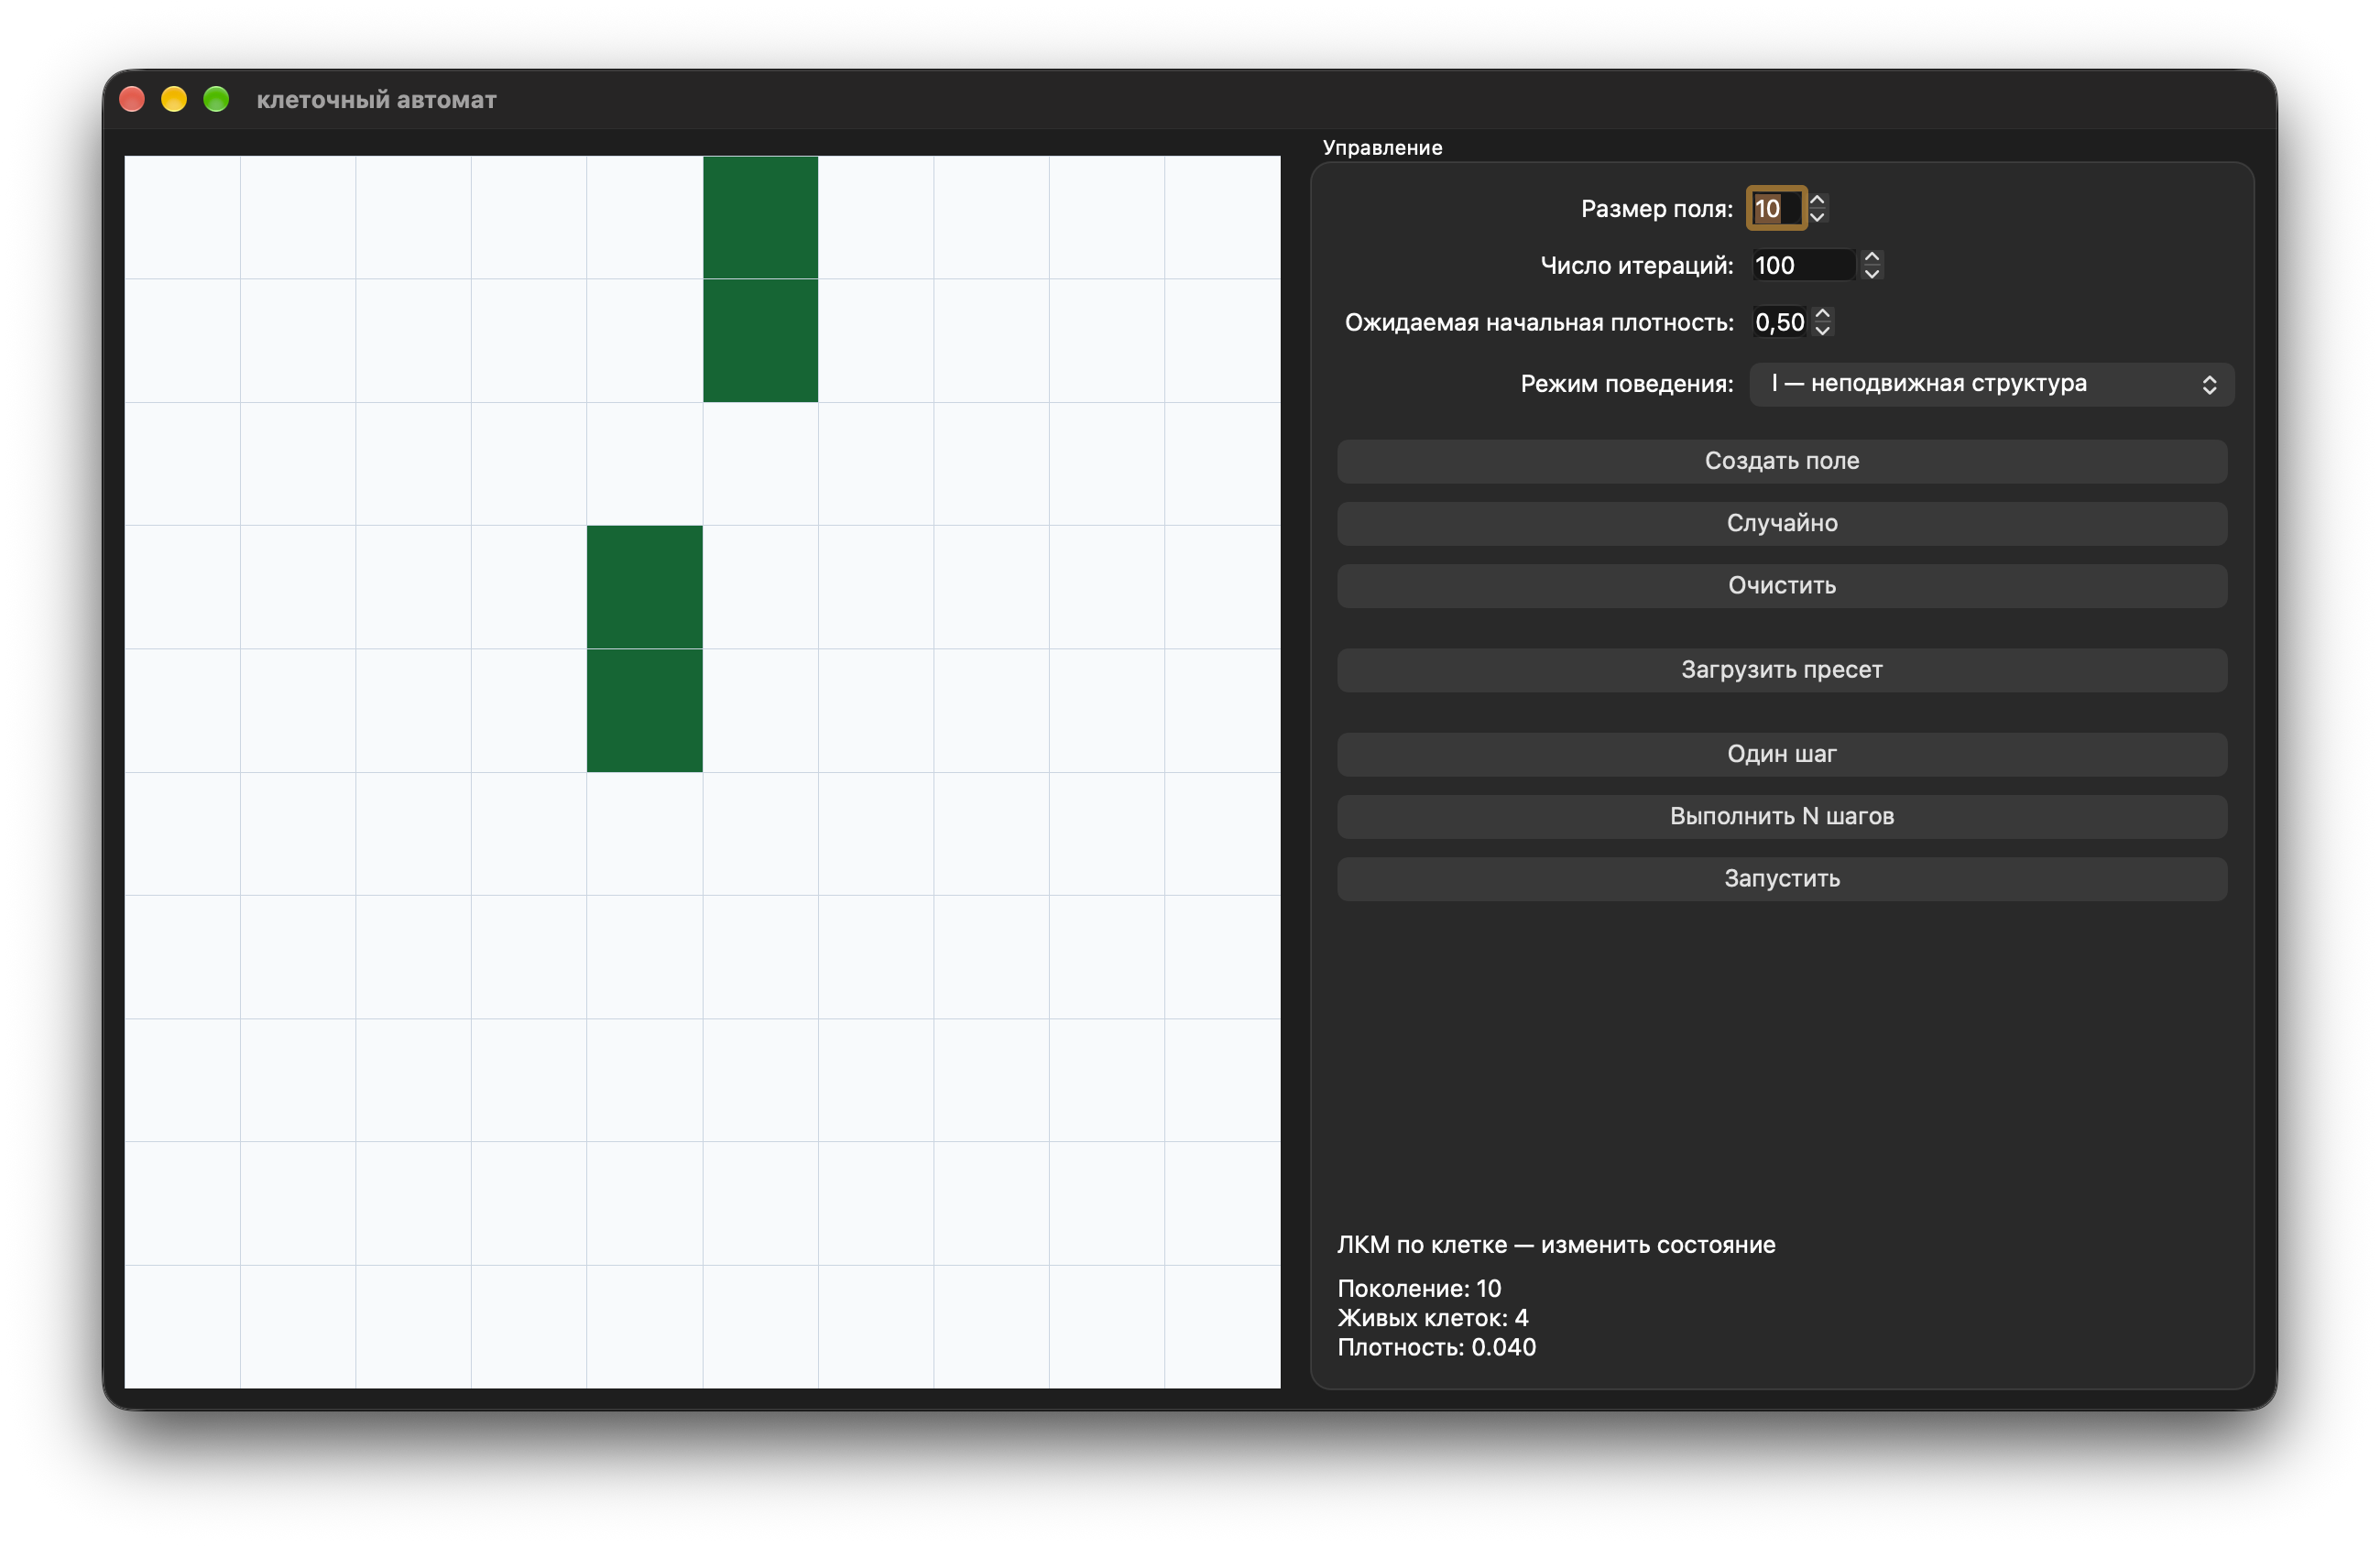 клеточный автомат
Управление
Размер поля: 10
Число итераций: 100
Ожидаемая начальная плотность: 0,50
Режим поведения: I — неподвижная структура
Создать поле
Случайно
Очистить
Загрузить пресет
Один шаг
Выполнить N шагов
Запустить
ЛКМ по клетке — изменить состояние
Поколение: 10
Живых клеток: 4
Плотность: 0.040